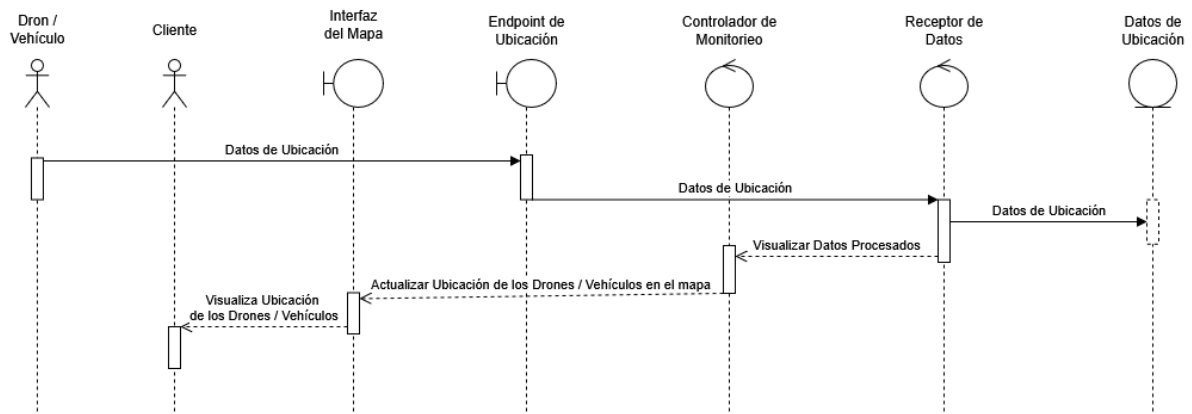 Dron /
Vehículo
Cliente
Interfaz
del Mapa
Endpoint de
Ubicación
Controlador de
Monitorieo
Receptor de
Datos
Datos de
Ubicación
Datos de Ubicación
Datos de Ubicación
Datos de Ubicación
Visualizar Datos Procesados
Actualizar Ubicación de los Drones / Vehículos en el mapa
Visualiza Ubicación
de los Drones / Vehículos